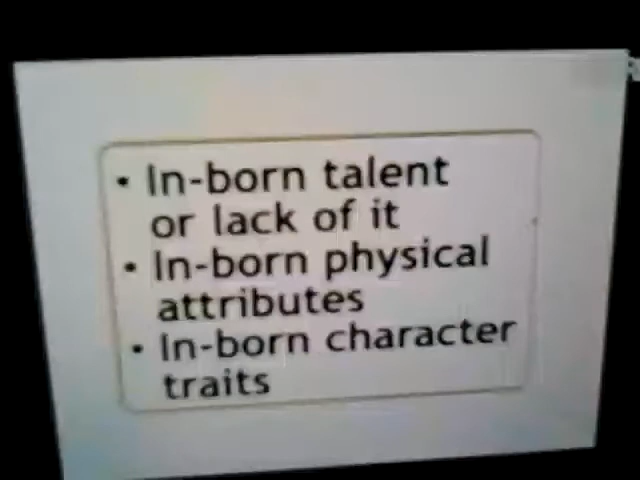 • In-born talent
or lack of it
• In-born physical
attributes
• In-born character
traits